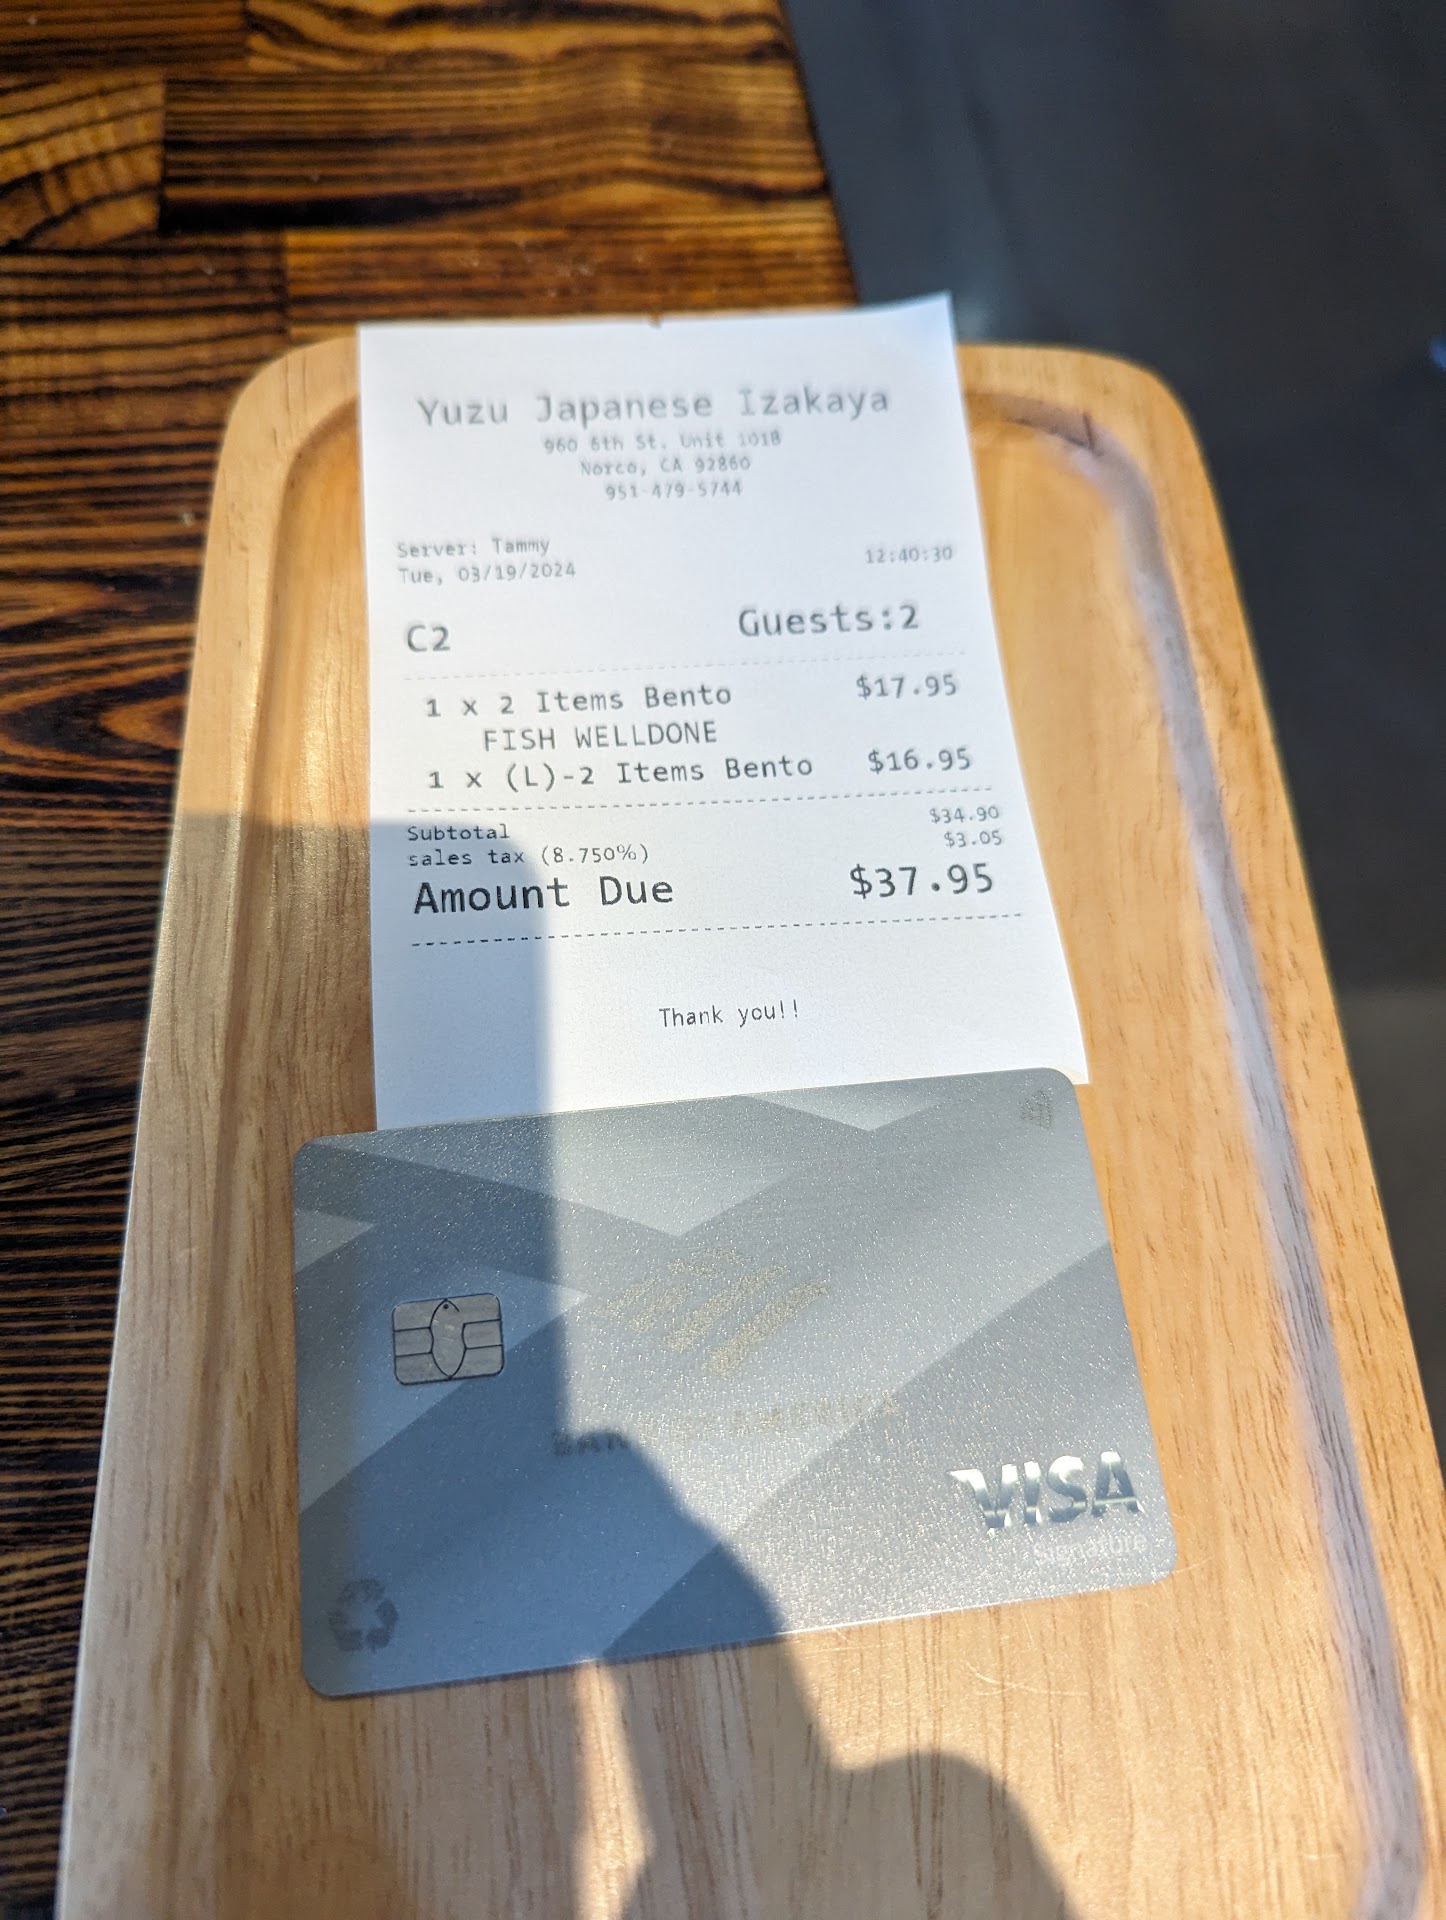 Yuzu Japanese Izakaya
960 6th St. Unit 101B
Norco, CA 92860
951-479-5744
Server: Tammy
Tue, 03/19/2024 12:40:30
C2 Guests:2
1 x 2 Items Bento $17.95
FISH WELLDONE
1 x (L)-2 Items Bento $16.95
Subtotal $34.90
sales tax (8.750%) $3.05
Amount Due $37.95
Thank you!!
BANK OF AMERICA
VISA
Signature